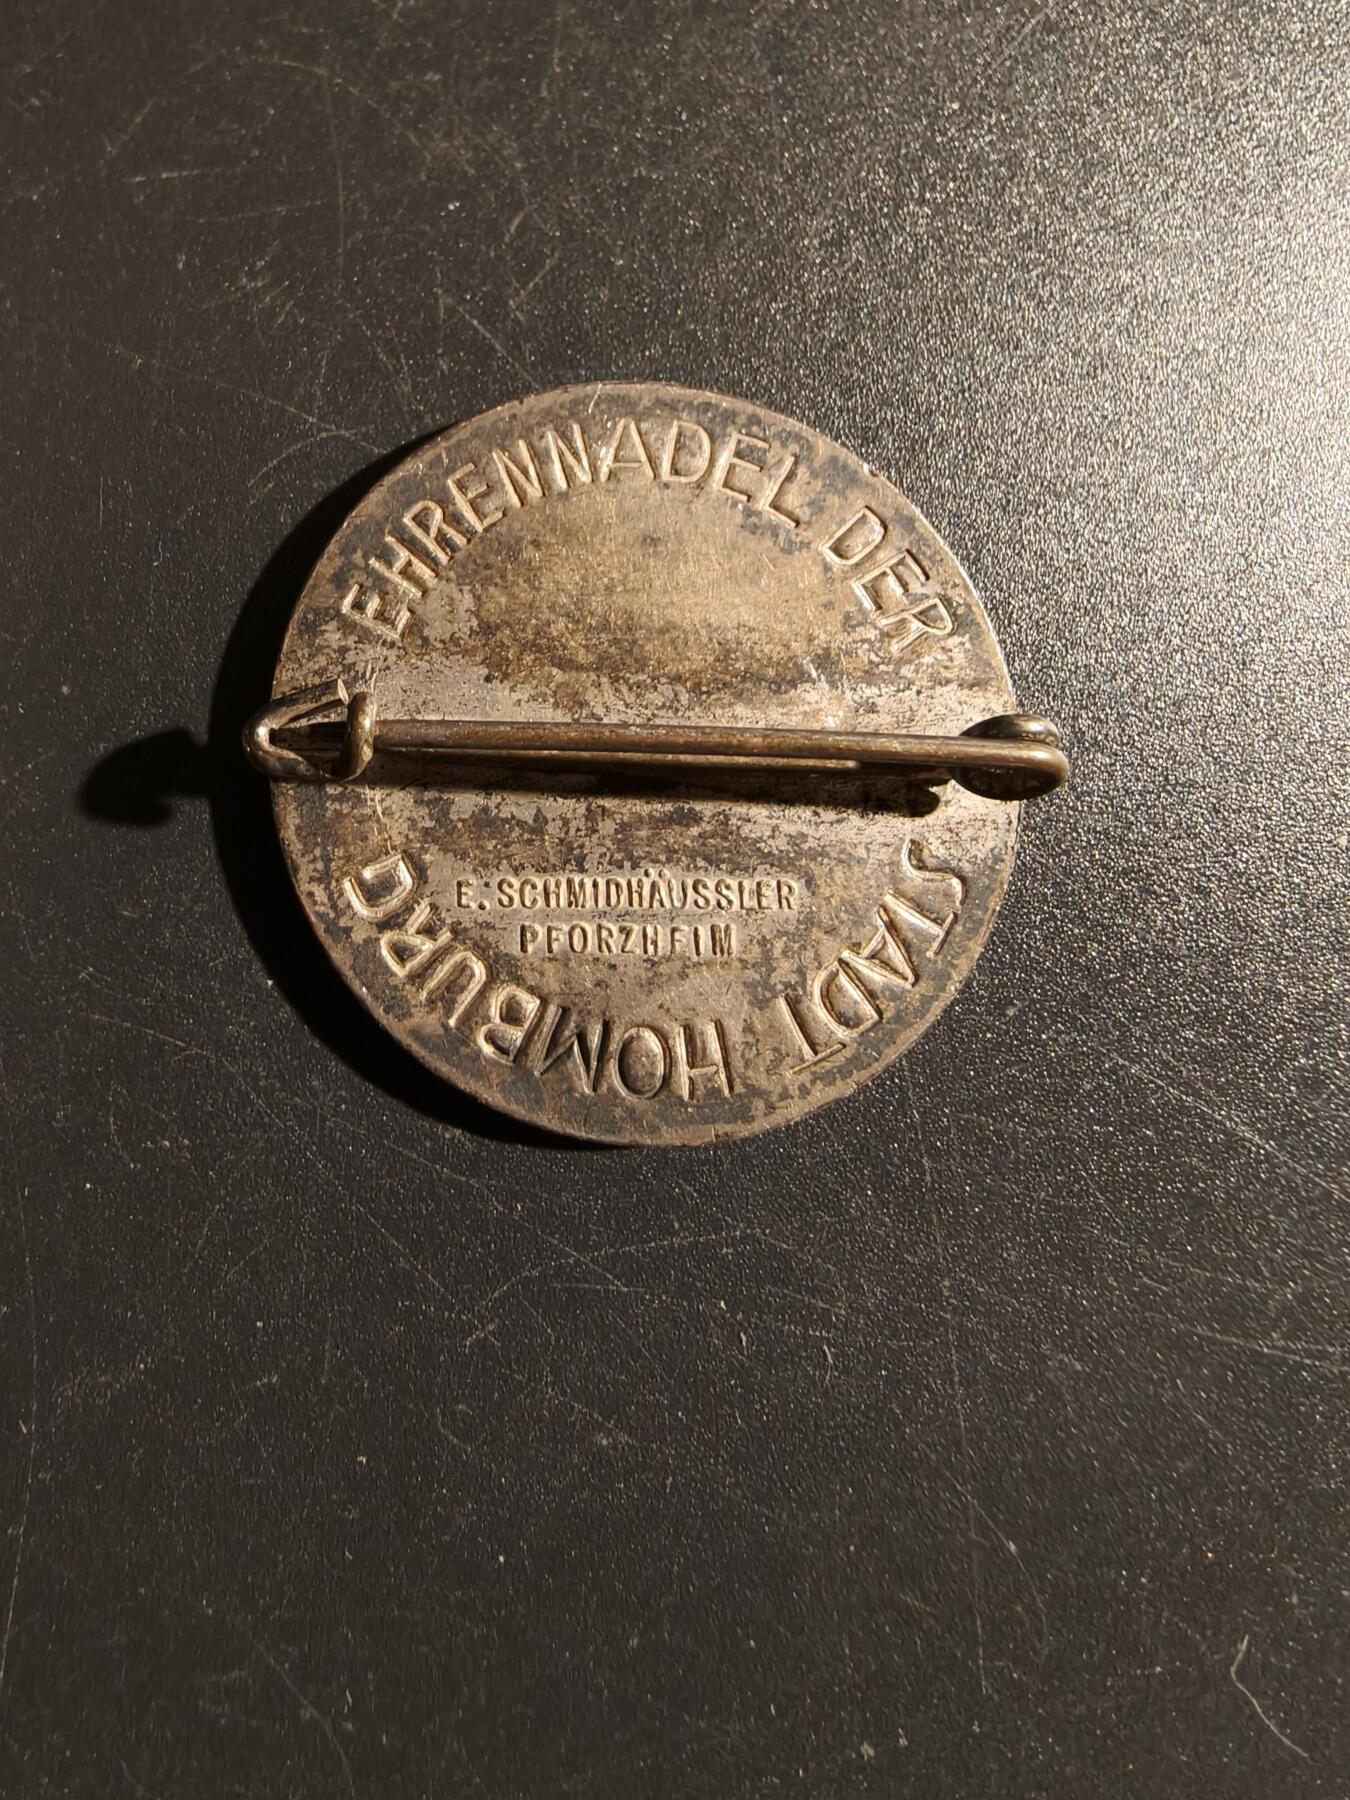 EHRENNADEL DER
STADT HOMBURG
E. SCHMIDHÄUSSLER
PFORZHEIM